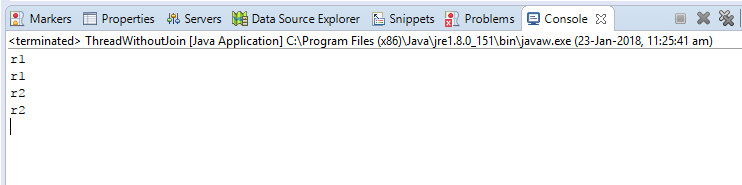 Markers Properties Servers Data Source Explorer Snippets Problems Console
<terminated> ThreadWithoutJoin [Java Application] C:\Program Files (x86)\Java\jre1.8.0_151\bin\javaw.exe (23-Jan-2018, 11:25:41 am)
r1
r1
r2
r2